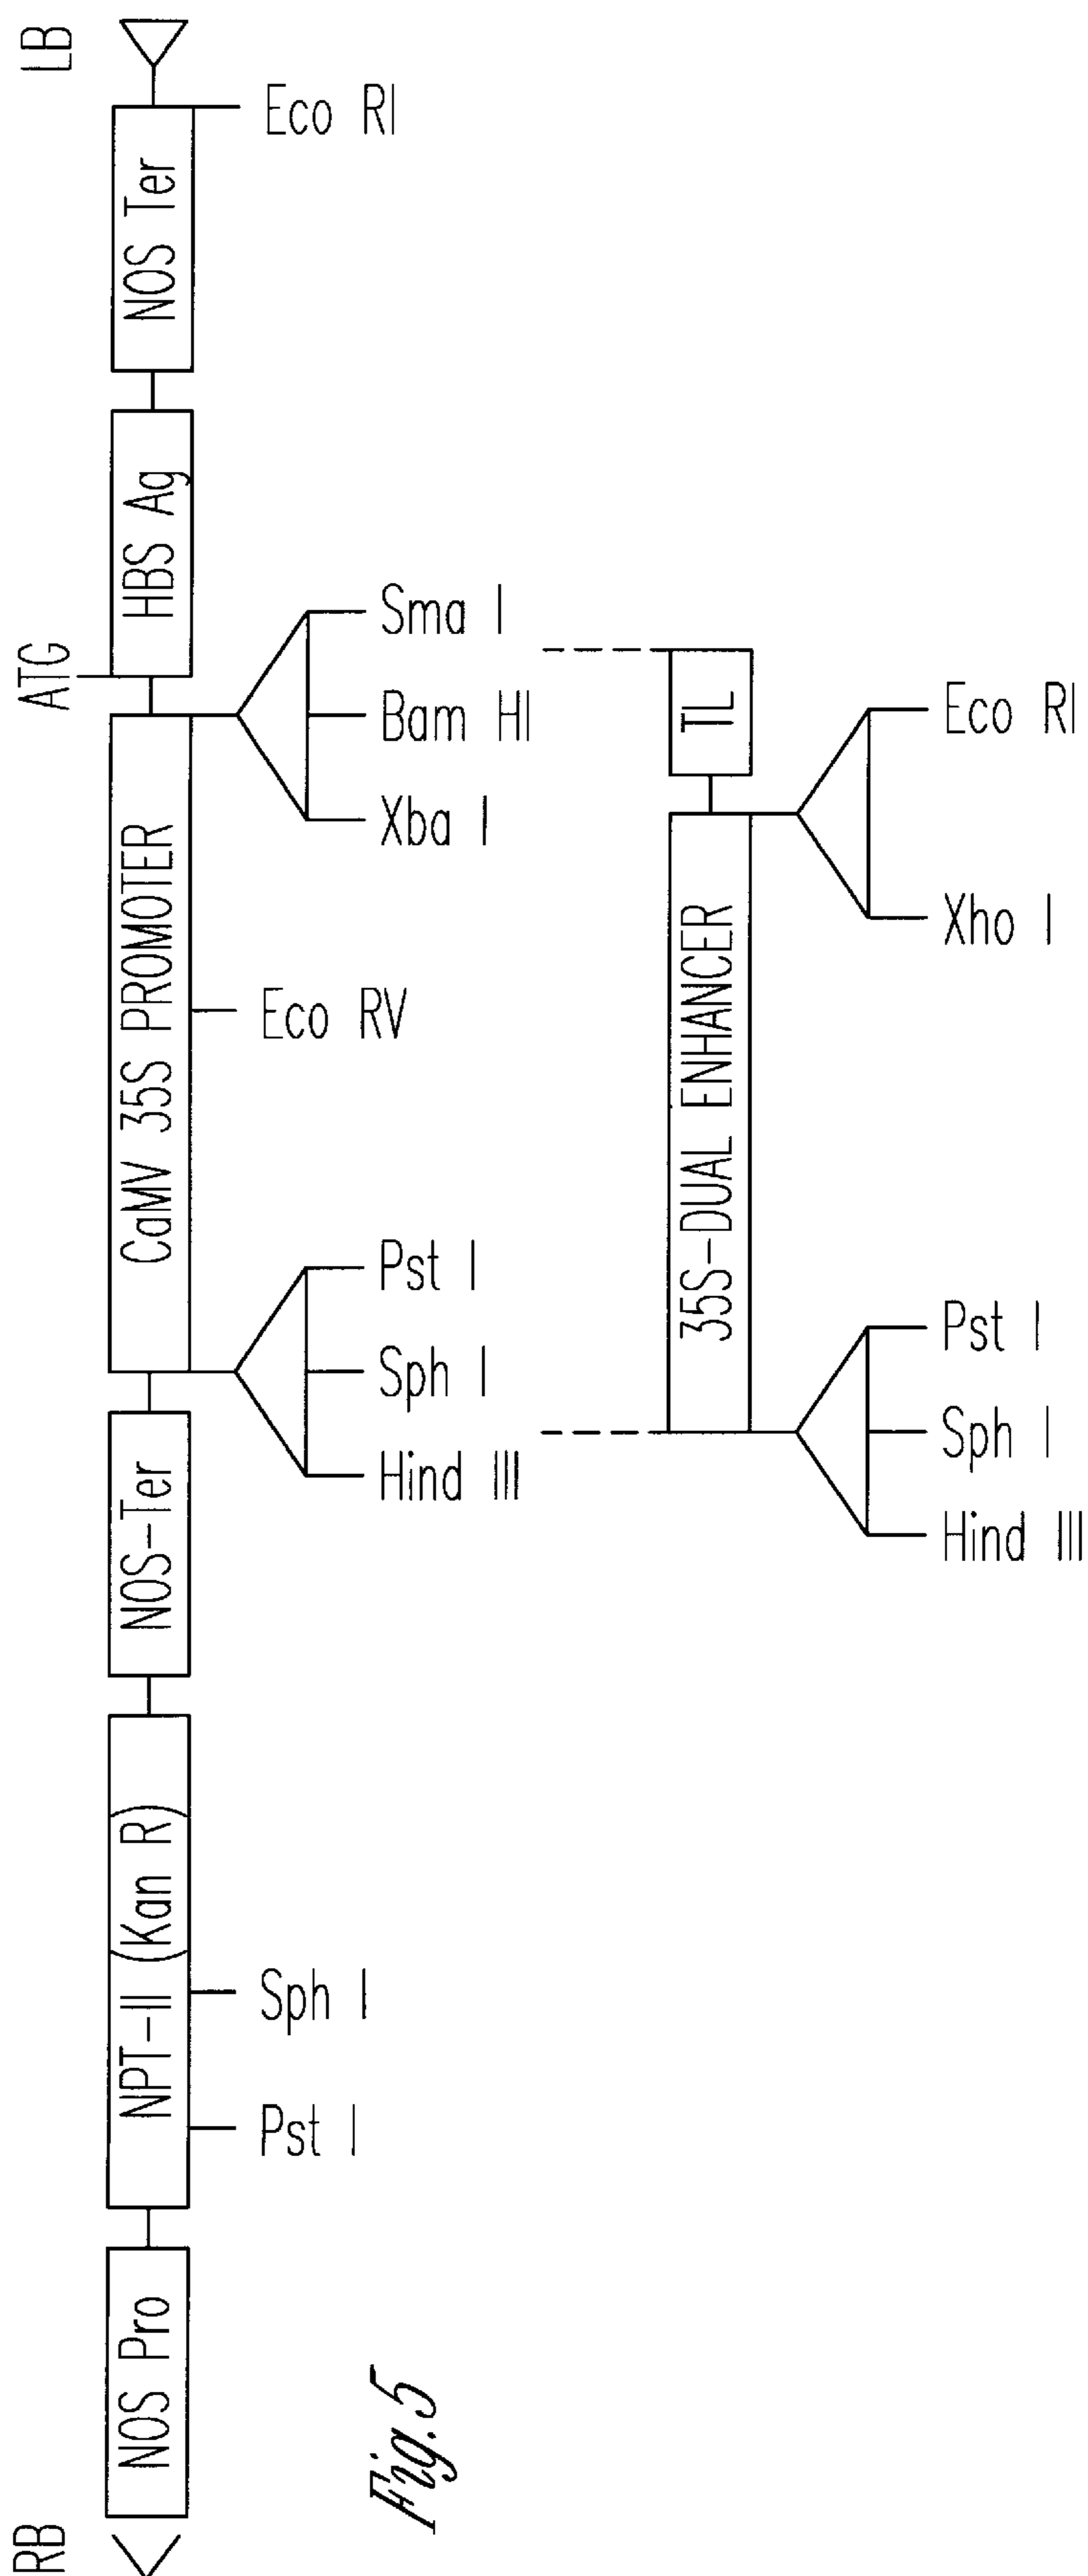 RB
NOS Pro
NPT-II (Kan R)
NOS-Ter
CaMV 35S PROMOTER
ATG
HBS Ag
NOS Ter
LB
Pst I
Sph I
Hind III
Sph I
Pst I
Eco RV
Xba I
Bam HI
Sma I
Eco RI
35S-DUAL ENHANCER
TL
Hind III
Sph I
Pst I
Xho I
Eco RI
Fig.5